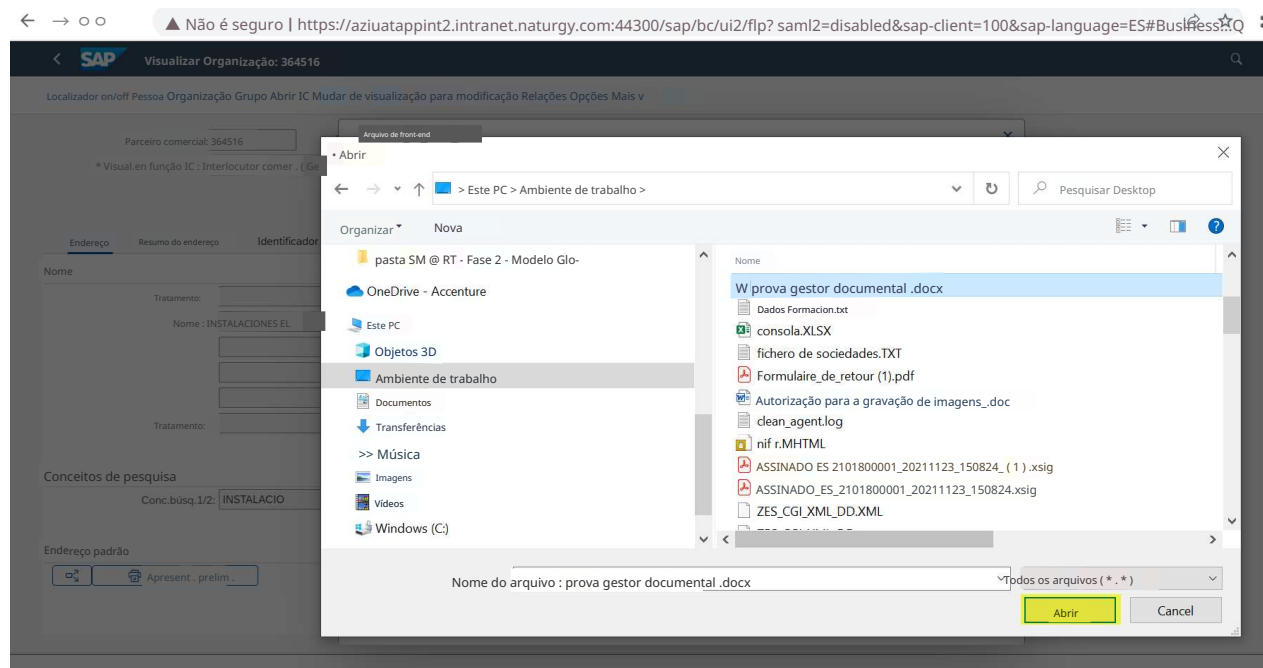 ▲ Não é seguro | https://aziuatappint2.intranet.naturgy.com:44300/sap/bc/ui2/flp? saml2=disabled&sap-client=100&sap-language=ES#Business
SAP Visualizar Organização: 364516
Localizador on/off Pessoa Organização Grupo Abrir IC Mudar de visualização para modificação Relações Opções Mais v
Parceiro comercial: 364516
* Visual.en função IC : Interlocutor comer . ( Ge
Endereço Resumo do endereço Identificador
Nome
Tratamento:
Nome : INSTALACIONES EL.
Tratamento:
Conceitos de pesquisa
Conc.búsq.1/2: INSTALACIO
Endereço padrão
Apresent . prelim .
Arquivo de front-end
• Abrir
> Este PC > Ambiente de trabalho >
Pesquisar Desktop
Organizar Nova
pasta SM @ RT - Fase 2 - Modelo Glo-
OneDrive - Accenture
Este PC
Objetos 3D
Ambiente de trabalho
Documentos
Transferências
>> Música
Imagens
Vídeos
Windows (C:)
Nome
W prova gestor documental .docx
Dados Formacion.txt
consola.XLSX
fichero de sociedades.TXT
Formulaire_de_retour (1).pdf
Autorização para a gravação de imagens_.doc
clean_agent.log
nif r.MHTML
ASSINADO ES 2101800001_20211123_150824_ ( 1 ) .xsig
ASSINADO_ES_2101800001_20211123_150824.xsig
ZES_CGI_XML_DD.XML
Nome do arquivo : prova gestor documental .docx
Todos os arquivos ( * . * )
Abrir Cancel